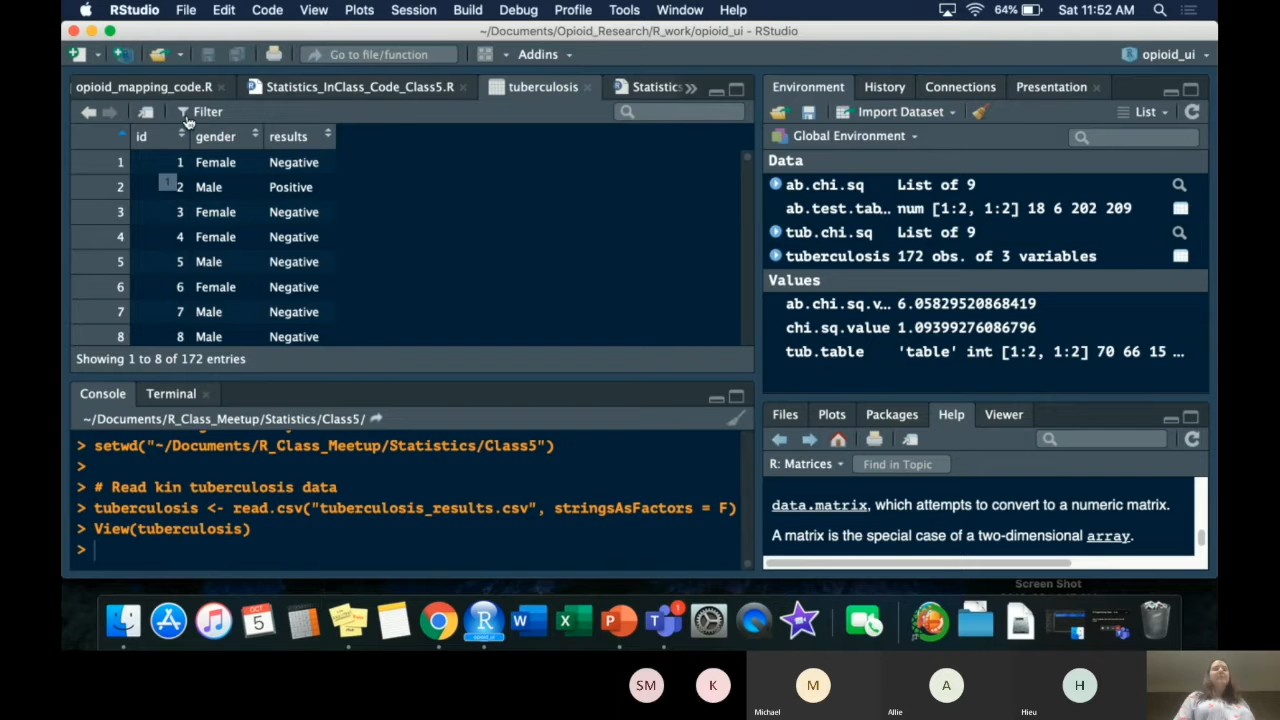 RStudio File Edit Code View Plots Session Build Debug Profile Tools Window Help 64% Sat 11:52 AM
~/Documents/Opioid_Research/R_work/opioid_ui - RStudio
Go to file/function Addins opioid_ui
opioid_mapping_code.R Statistics_InClass_Code_Class5.R tuberculosis Statistics
Filter
id gender results
1 1 Female Negative
2 2 Male Positive
3 3 Female Negative
4 4 Female Negative
5 5 Male Negative
6 6 Female Negative
7 7 Male Negative
8 8 Male Negative
1
Showing 1 to 8 of 172 entries
Console Terminal
~/Documents/R_Class_Meetup/Statistics/Class5/
> setwd("~/Documents/R_Class_Meetup/Statistics/Class5")
>
> # Read kin tuberculosis data
> tuberculosis <- read.csv("tuberculosis_results.csv", stringsAsFactors = F)
> View(tuberculosis)
>
Environment History Connections Presentation
Import Dataset List
Global Environment
Data
ab.chi.sq List of 9
ab.test.tab… num [1:2, 1:2] 18 6 202 209
tub.chi.sq List of 9
tuberculosis 172 obs. of 3 variables
Values
ab.chi.sq.v… 6.05829520868419
chi.sq.value 1.09399276086796
tub.table 'table' int [1:2, 1:2] 70 66 15 …
Files Plots Packages Help Viewer
R: Matrices Find in Topic
data.matrix, which attempts to convert to a numeric matrix.
A matrix is the special case of a two-dimensional array.
Screen Shot
OCT
5
R
opioid_ui
W
X
P
T
1
SM K M A H
Michael Allie Hieu